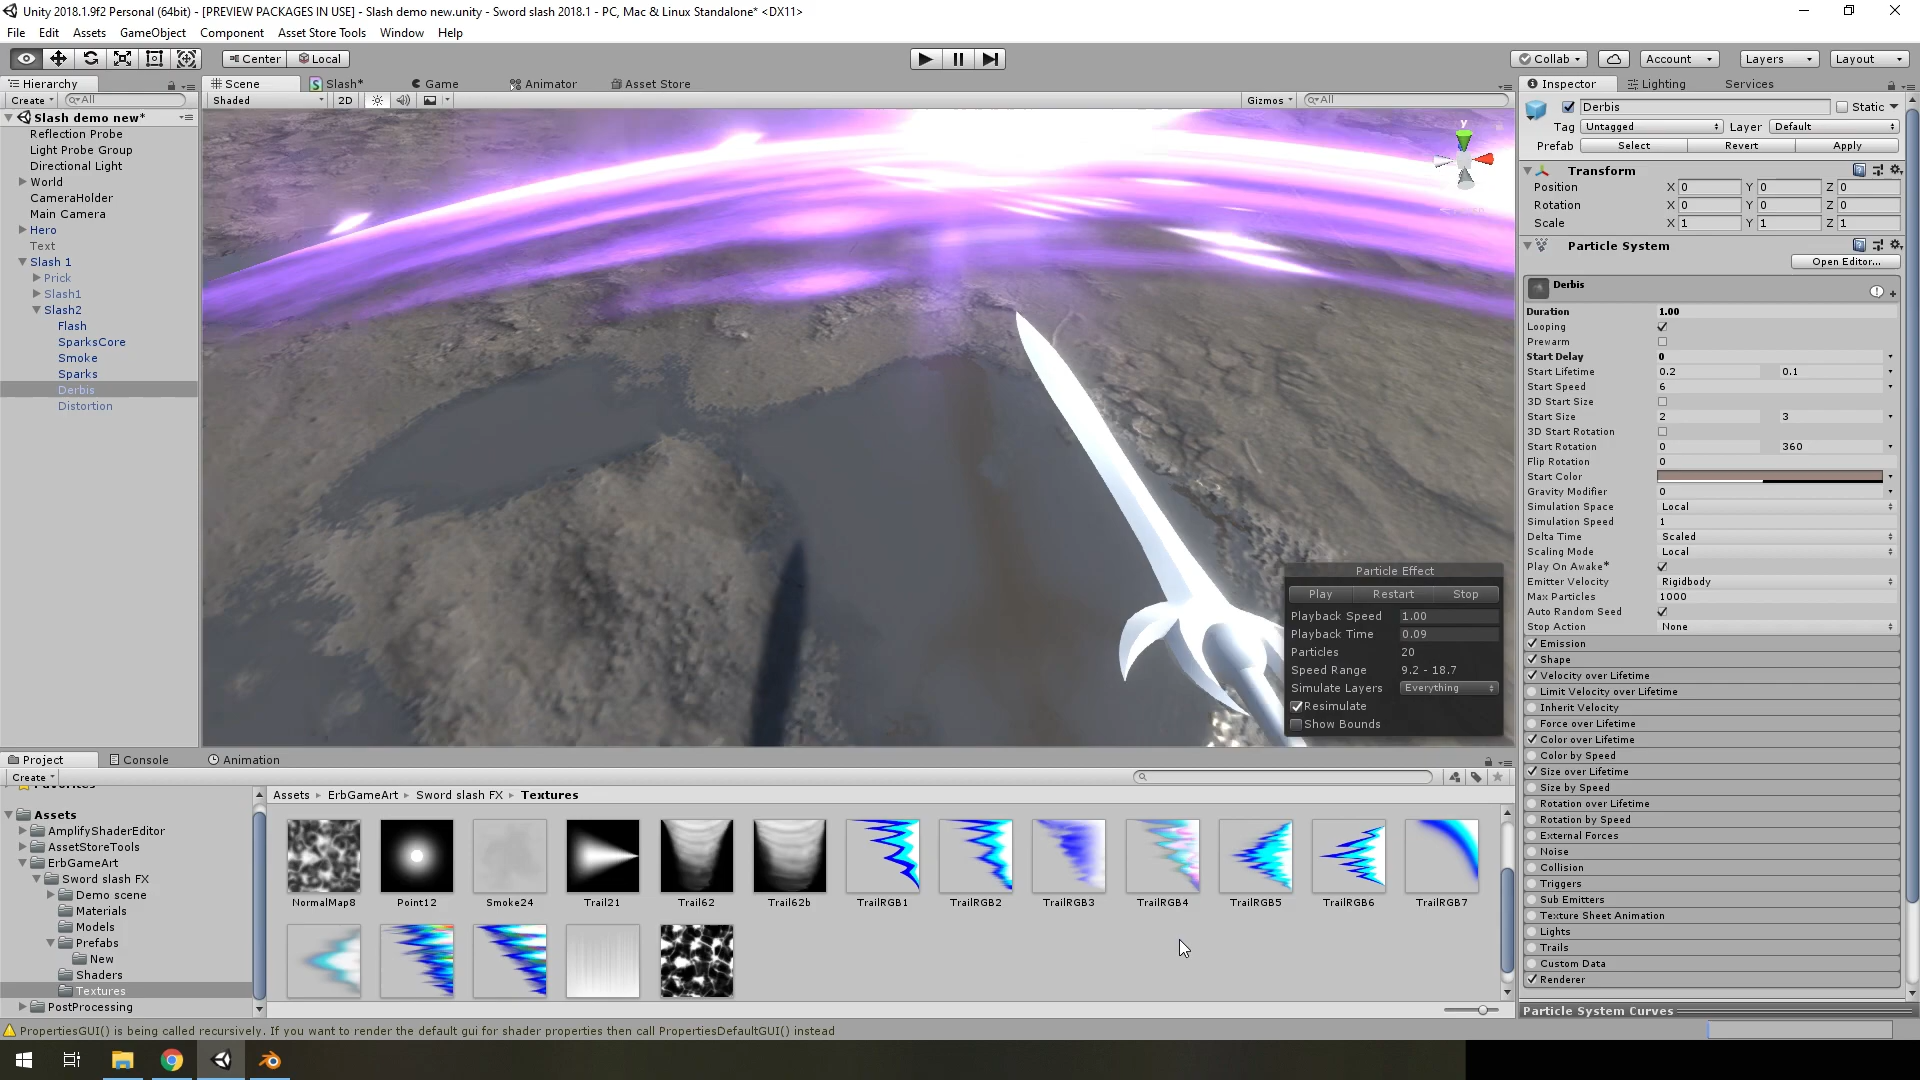 Unity 2018.1.9f2 Personal (64bit) - [PREVIEW PACKAGES IN USE] - Slash demo new.unity - Sword slash 2018.1 - PC, Mac & Linux Standalone* <DX11>
File Edit Assets GameObject Component Asset Store Tools Window Help
Center Local Collab Account Layers Layout
Hierarchy Scene Slash* Game Animator Asset Store Inspector Lighting Services
Create All Shaded 2D Gizmos All
Slash demo new*
Reflection Probe
Light Probe Group
Directional Light
World
CameraHolder
Main Camera
Hero
Text
Slash 1
Prick
Slash1
Slash2
Flash
SparksCore
Smoke
Sparks
Derbis
Distortion
y
Particle Effect
Play Restart Stop
Playback Speed 1.00
Playback Time 0.09
Particles 20
Speed Range 9.2 - 18.7
Simulate Layers Everything
Resimulate
Show Bounds
Derbis Static
Tag Untagged Layer Default
Prefab Select Revert Apply
Transform
Position X 0 Y 0 Z 0
Rotation X 0 Y 0 Z 0
Scale X 1 Y 1 Z 1
Particle System
Open Editor...
Derbis
Duration 1.00
Looping
Prewarm
Start Delay 0
Start Lifetime 0.2 0.1
Start Speed 6
3D Start Size
Start Size 2 3
3D Start Rotation
Start Rotation 0 360
Flip Rotation 0
Start Color
Gravity Modifier 0
Simulation Space Local
Simulation Speed 1
Delta Time Scaled
Scaling Mode Local
Play On Awake*
Emitter Velocity Rigidbody
Max Particles 1000
Auto Random Seed
Stop Action None
Emission
Shape
Velocity over Lifetime
Limit Velocity over Lifetime
Inherit Velocity
Force over Lifetime
Color over Lifetime
Color by Speed
Size over Lifetime
Size by Speed
Rotation over Lifetime
Rotation by Speed
External Forces
Noise
Collision
Triggers
Sub Emitters
Texture Sheet Animation
Lights
Trails
Custom Data
Renderer
Particle System Curves
Project Console Animation
Create
Favorites
Assets
AmplifyShaderEditor
AssetStoreTools
ErbGameArt
Sword slash FX
Demo scene
Materials
Models
Prefabs
New
Shaders
Textures
PostProcessing
Assets ErbGameArt Sword slash FX Textures
NormalMap8 Point12 Smoke24 Trail21 Trail62 Trail62b TrailRGB1 TrailRGB2 TrailRGB3 TrailRGB4 TrailRGB5 TrailRGB6 TrailRGB7
PropertiesGUI() is being called recursively. If you want to render the default gui for shader properties then call PropertiesDefaultGUI() instead